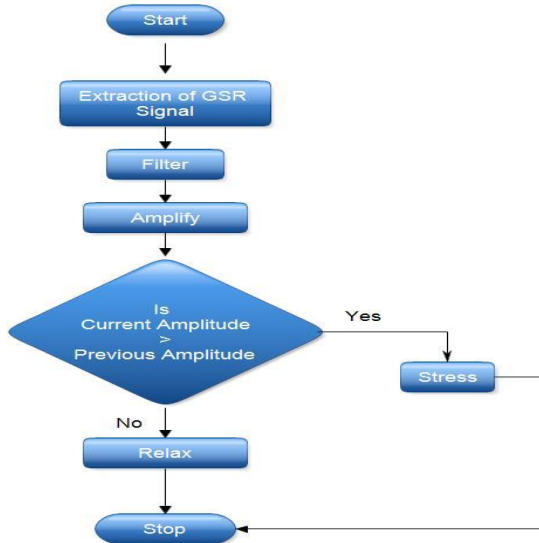 Start
Extraction of GSR
Signal
Filter
Amplify
Is
Current Amplitude
>
Previous Amplitude
Yes
Stress
No
Relax
Stop